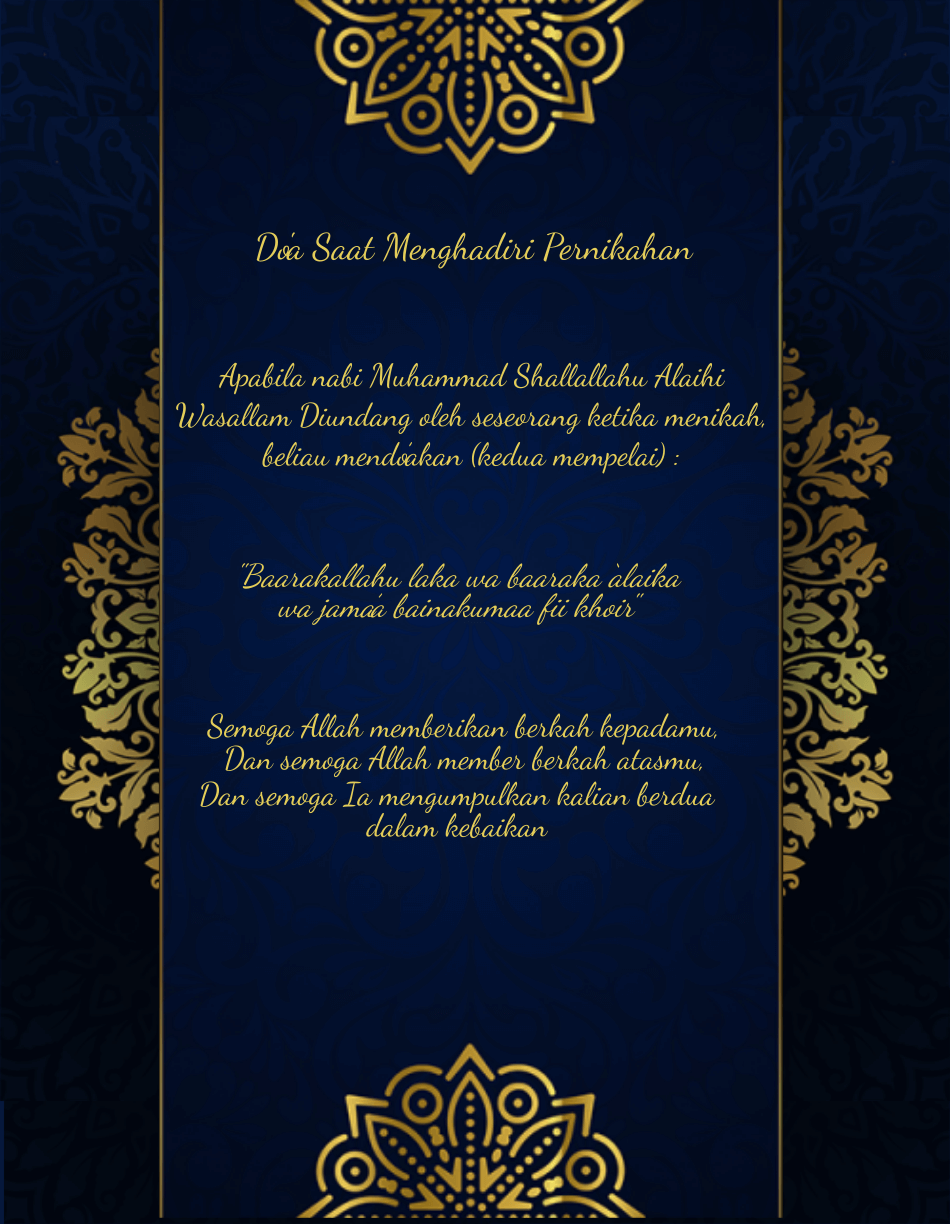 Do'a Saat Menghadiri Pernikahan
Apabila nabi Muhammad Shallallahu Alaihi
Wasallam Diundang oleh seseorang ketika menikah,
beliau mendo'akan (kedua mempelai) :
"Baarakallahu laka wa baaraka 'alaika
wa jama'a bainakumaa fii khoir"
Semoga Allah memberikan berkah kepadamu,
Dan semoga Allah member berkah atasmu,
Dan semoga Ia mengumpulkan kalian berdua
dalam kebaikan